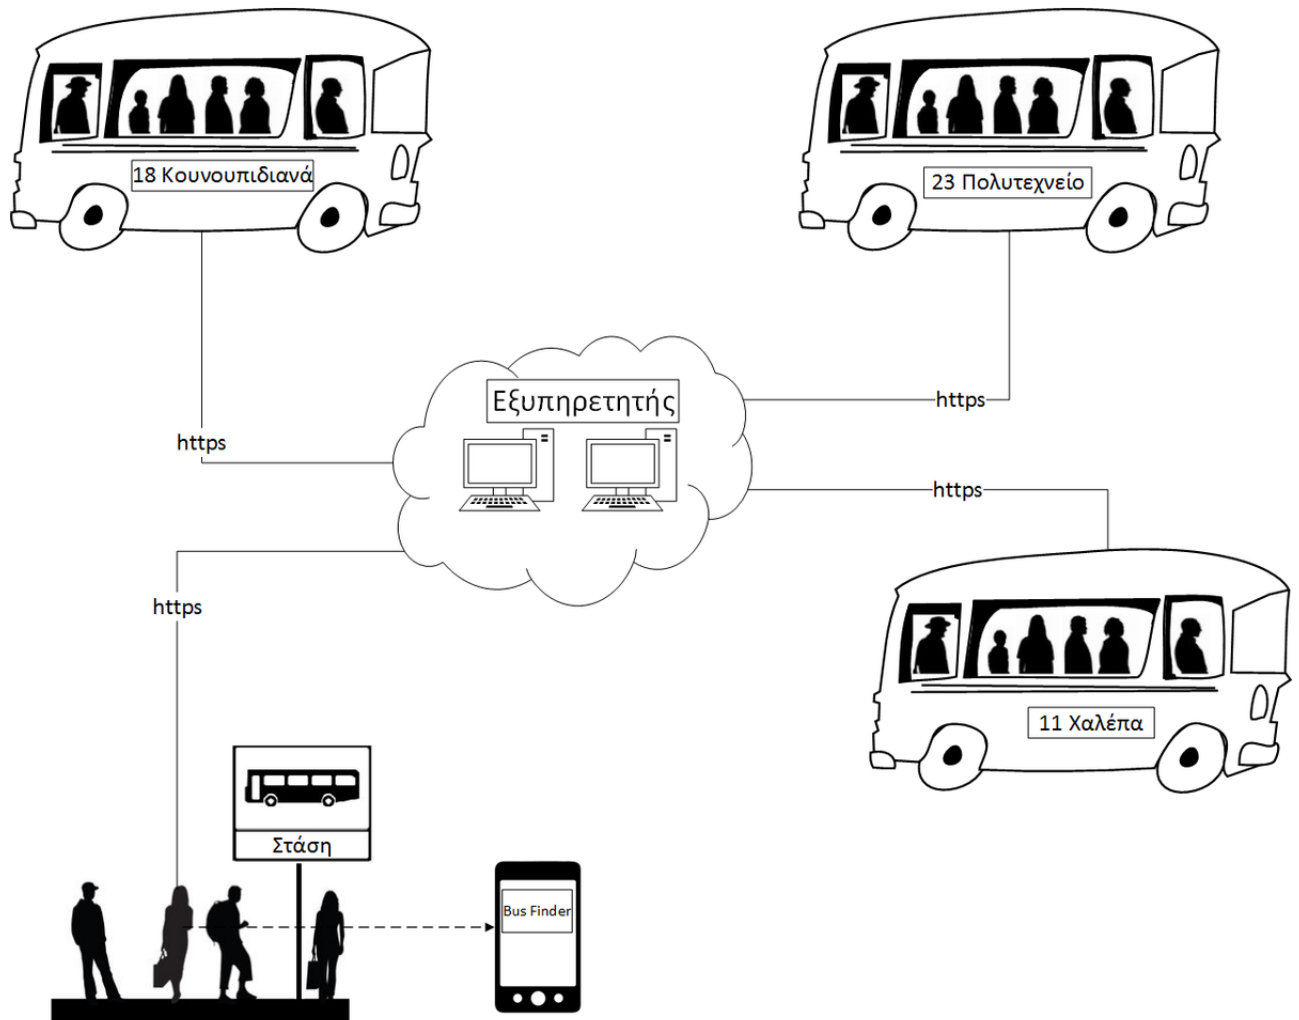 18 Κουνουπιδιανά
23 Πολυτεχνείο
Εξυπηρετητής
https
https
https
https
11 Χαλέπα
Στάση
Bus Finder